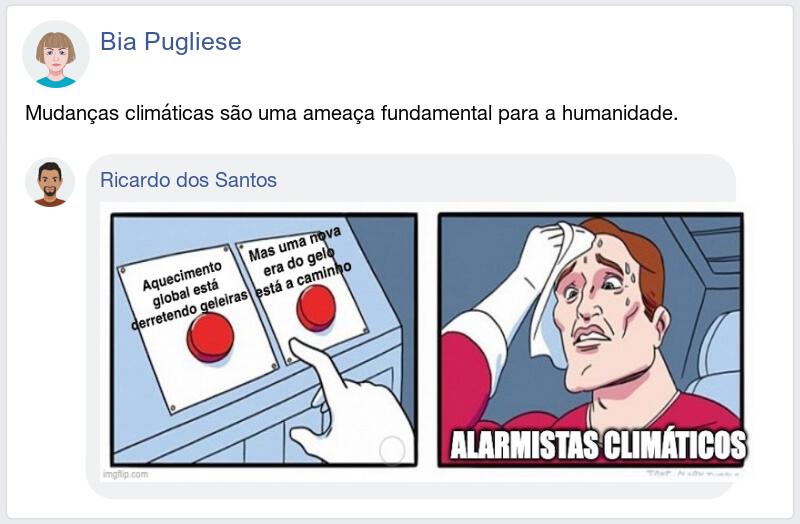 Bia Pugliese
Mudanças climáticas são uma ameaça fundamental para a humanidade.
Ricardo dos Santos
Aquecimento
global está
derretendo geleiras
Mas uma nova
era do gelo
está a caminho
ALARMISTAS CLIMÁTICOS
imgflip.com